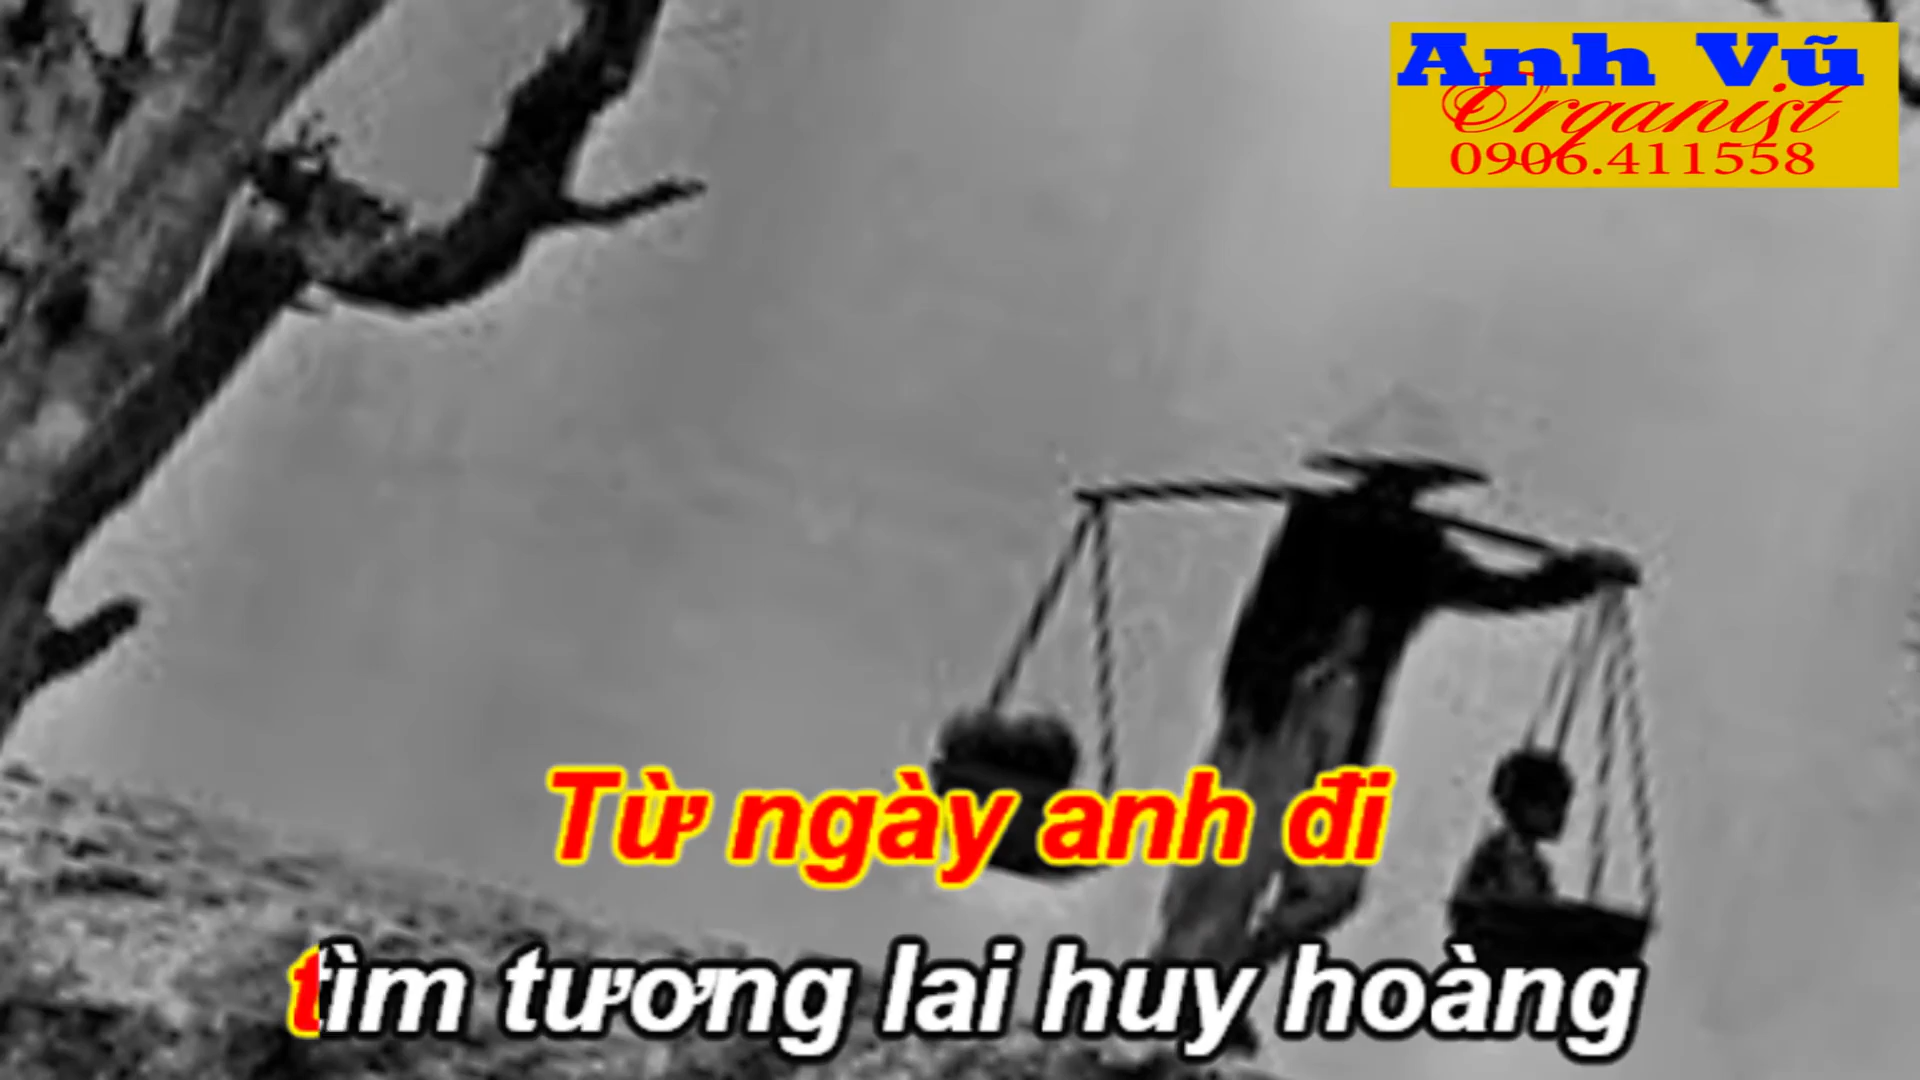 Anh Vũ
Organist
0906.411558
Từ ngày anh đi
tìm tương lai huy hoàng